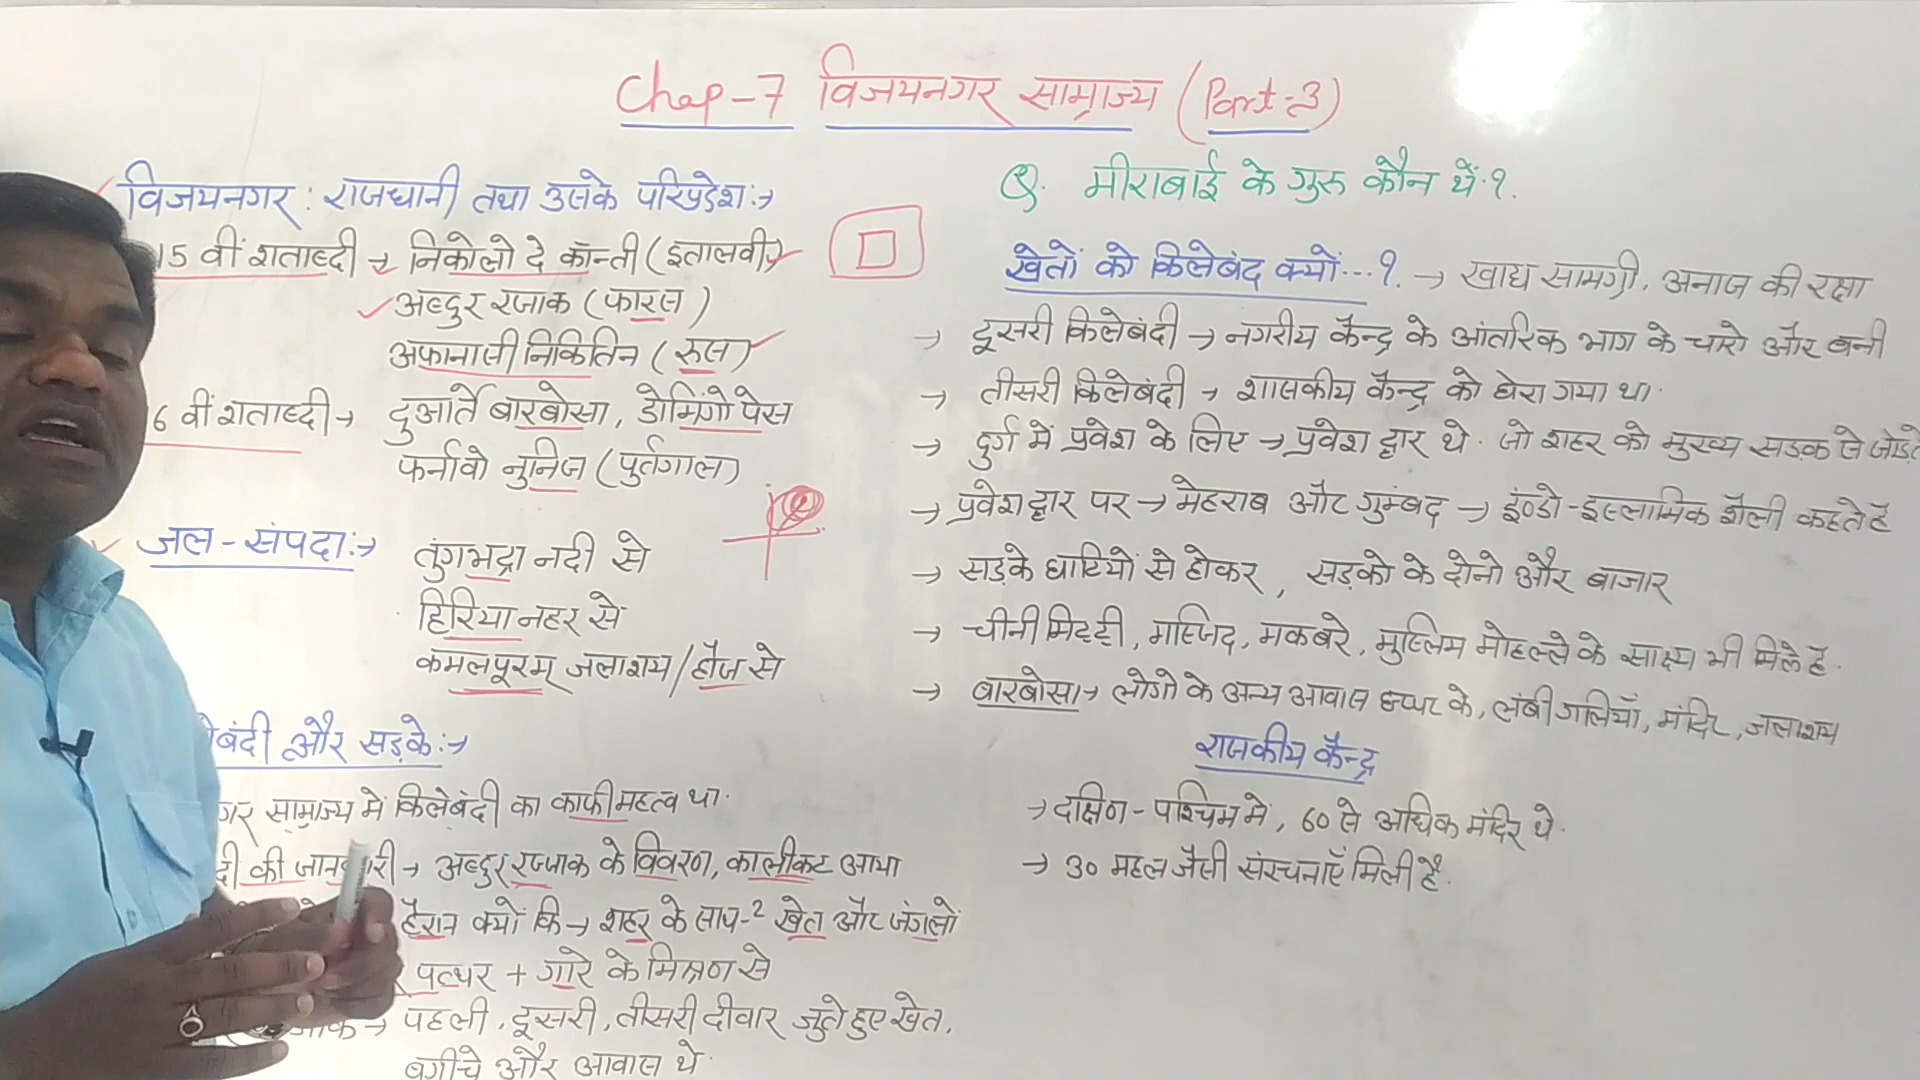 Chap-7 विजयनगर साम्राज्य (Part-3)
विजयनगर : राजधानी तथा उसके परिप्रदेश:→
15 वीं शताब्दी → निकोलो दे कॉन्ती (इतालवी)
अब्दुर रजाक (फारस)
अफानासी निकितिन (रुस)
6 वीं शताब्दी → दुआर्ते बारबोसा, डोमिंगो पेस
फर्नावो नुनिज (पुर्तगाल)
जल-संपदा:→ तुंगभद्रा नदी से
हिरिया नहर से
कमलपूरम् जलाशय/हौज से
बंदी और सड़के:→
गर साम्राज्य में किलेबंदी का काफी महत्व था.
दी की जानकारी → अब्दुर रज्जाक के विवरण, कालीकट आया
हैरान क्यों कि → शहर के साथ-2 खेत और जंगलों
पत्थर + गारे के मिश्रण से
→ पहली, दूसरी, तीसरी दीवार जुते हुए खेत,
बगीचे और आवास थे.
Q. मीराबाई के गुरु कौन थें.?.
खेतों को किलेबंद क्यों...?. → खाद्य सामग्री, अनाज की रक्षा
→ दूसरी किलेबंदी → नगरीय कैन्द्र के आंतरिक भाग के चारो और बनी
→ तीसरी किलेबंदी → शासकीय कैन्द्र को घेरा गया था.
→ दुर्ग में प्रवेश के लिए → प्रवेश द्वार थे. जो शहर को मुख्य सड़क से जोड़ते
→ प्रवेश द्वार पर → मेहराब और गुम्बद → इंण्डो-इस्लामिक शैली कहते है
→ सड़के घाटियों से होकर, सड़को के दोनो और बाजार
→ चीनी मिट्टी, मस्जिद, मकबरे, मुस्लिम मोहल्ले के साक्ष्य भी मिले है.
→ बारबोसा → लोगो के अन्य आवास छप्पर के, लंबी गलियाँ, मंदिर, जलाशय
राजकीय कैन्द्र
→ दक्षिण-पश्चिम मे, 60 से अधिक मंदिर थे.
→ 30 महल जैसी संरचनाएँ मिली है.